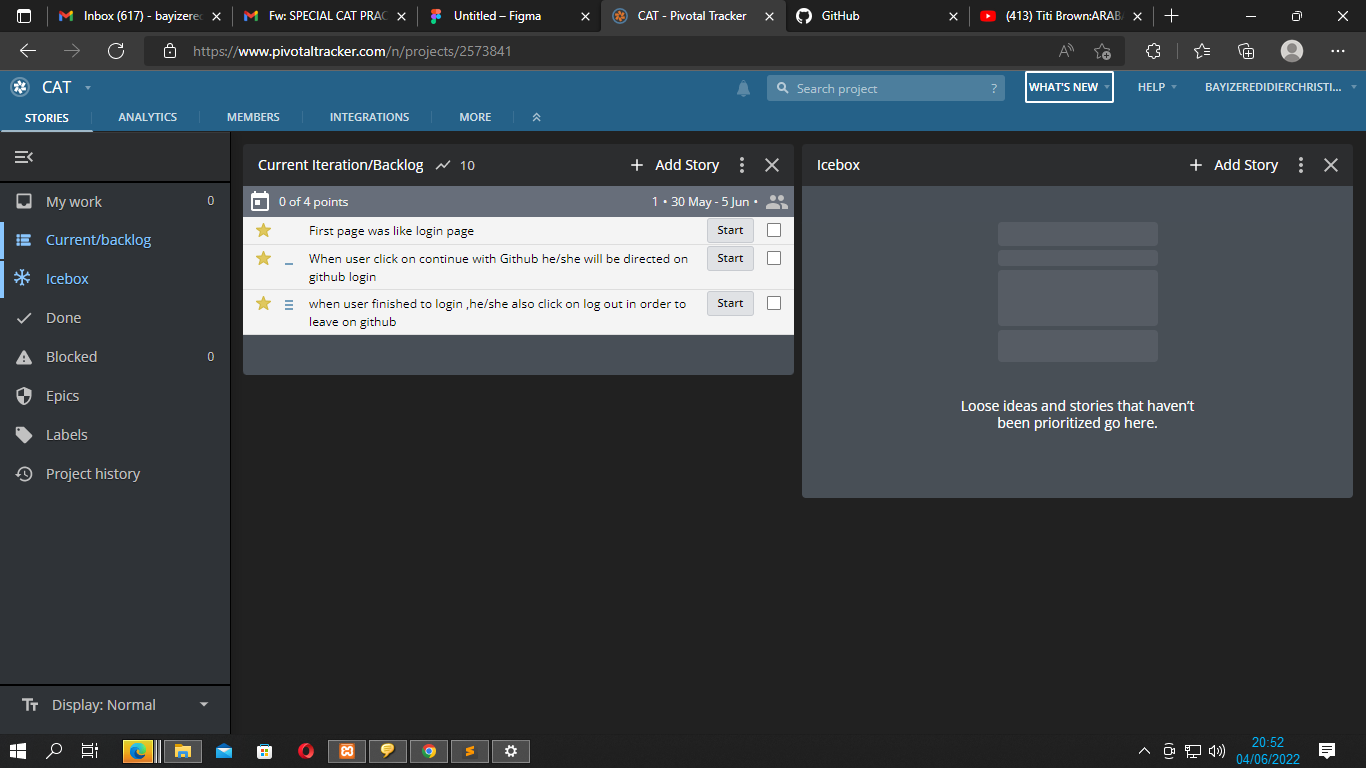 Inbox (617) - bayizered
Fw: SPECIAL CAT PRAC
Untitled – Figma
CAT - Pivotal Tracker
GitHub
(413) Titi Brown:ARABA
https://www.pivotaltracker.com/n/projects/2573841
CAT
Search project
?
WHAT'S NEW
HELP
BAYIZEREDIDIERCHRISTI...
STORIES
ANALYTICS
MEMBERS
INTEGRATIONS
MORE
My work 0
Current/backlog
Icebox
Done
Blocked 0
Epics
Labels
Project history
Display: Normal
Current Iteration/Backlog 10
+ Add Story
0 of 4 points
1 • 30 May - 5 Jun •
First page was like login page
Start
When user click on continue with Github he/she will be directed on
github login
Start
when user finished to login ,he/she also click on log out in order to
leave on github
Start
Icebox
+ Add Story
Loose ideas and stories that haven't
been prioritized go here.
20:52
04/06/2022